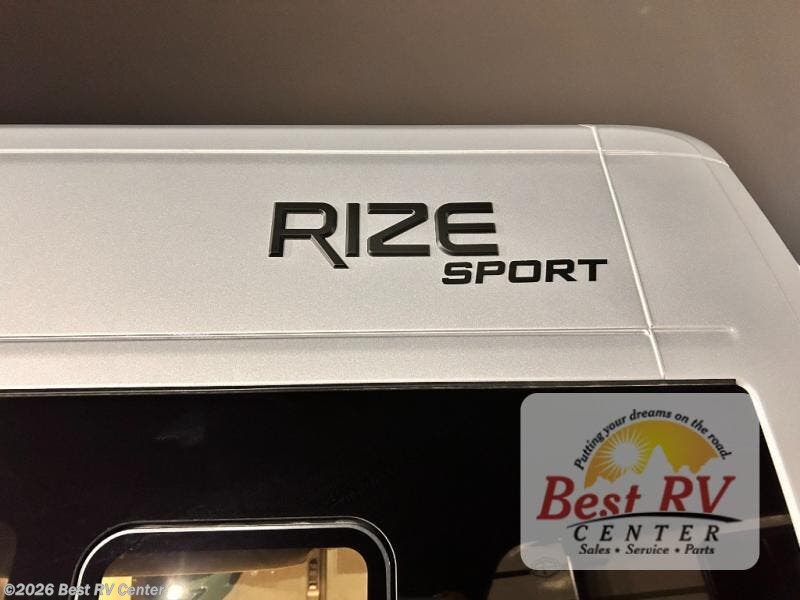 RIZE
SPORT
Putting your dreams on the road.
Best RV
CENTER
Sales • Service • Parts
©2026 Best RV Center